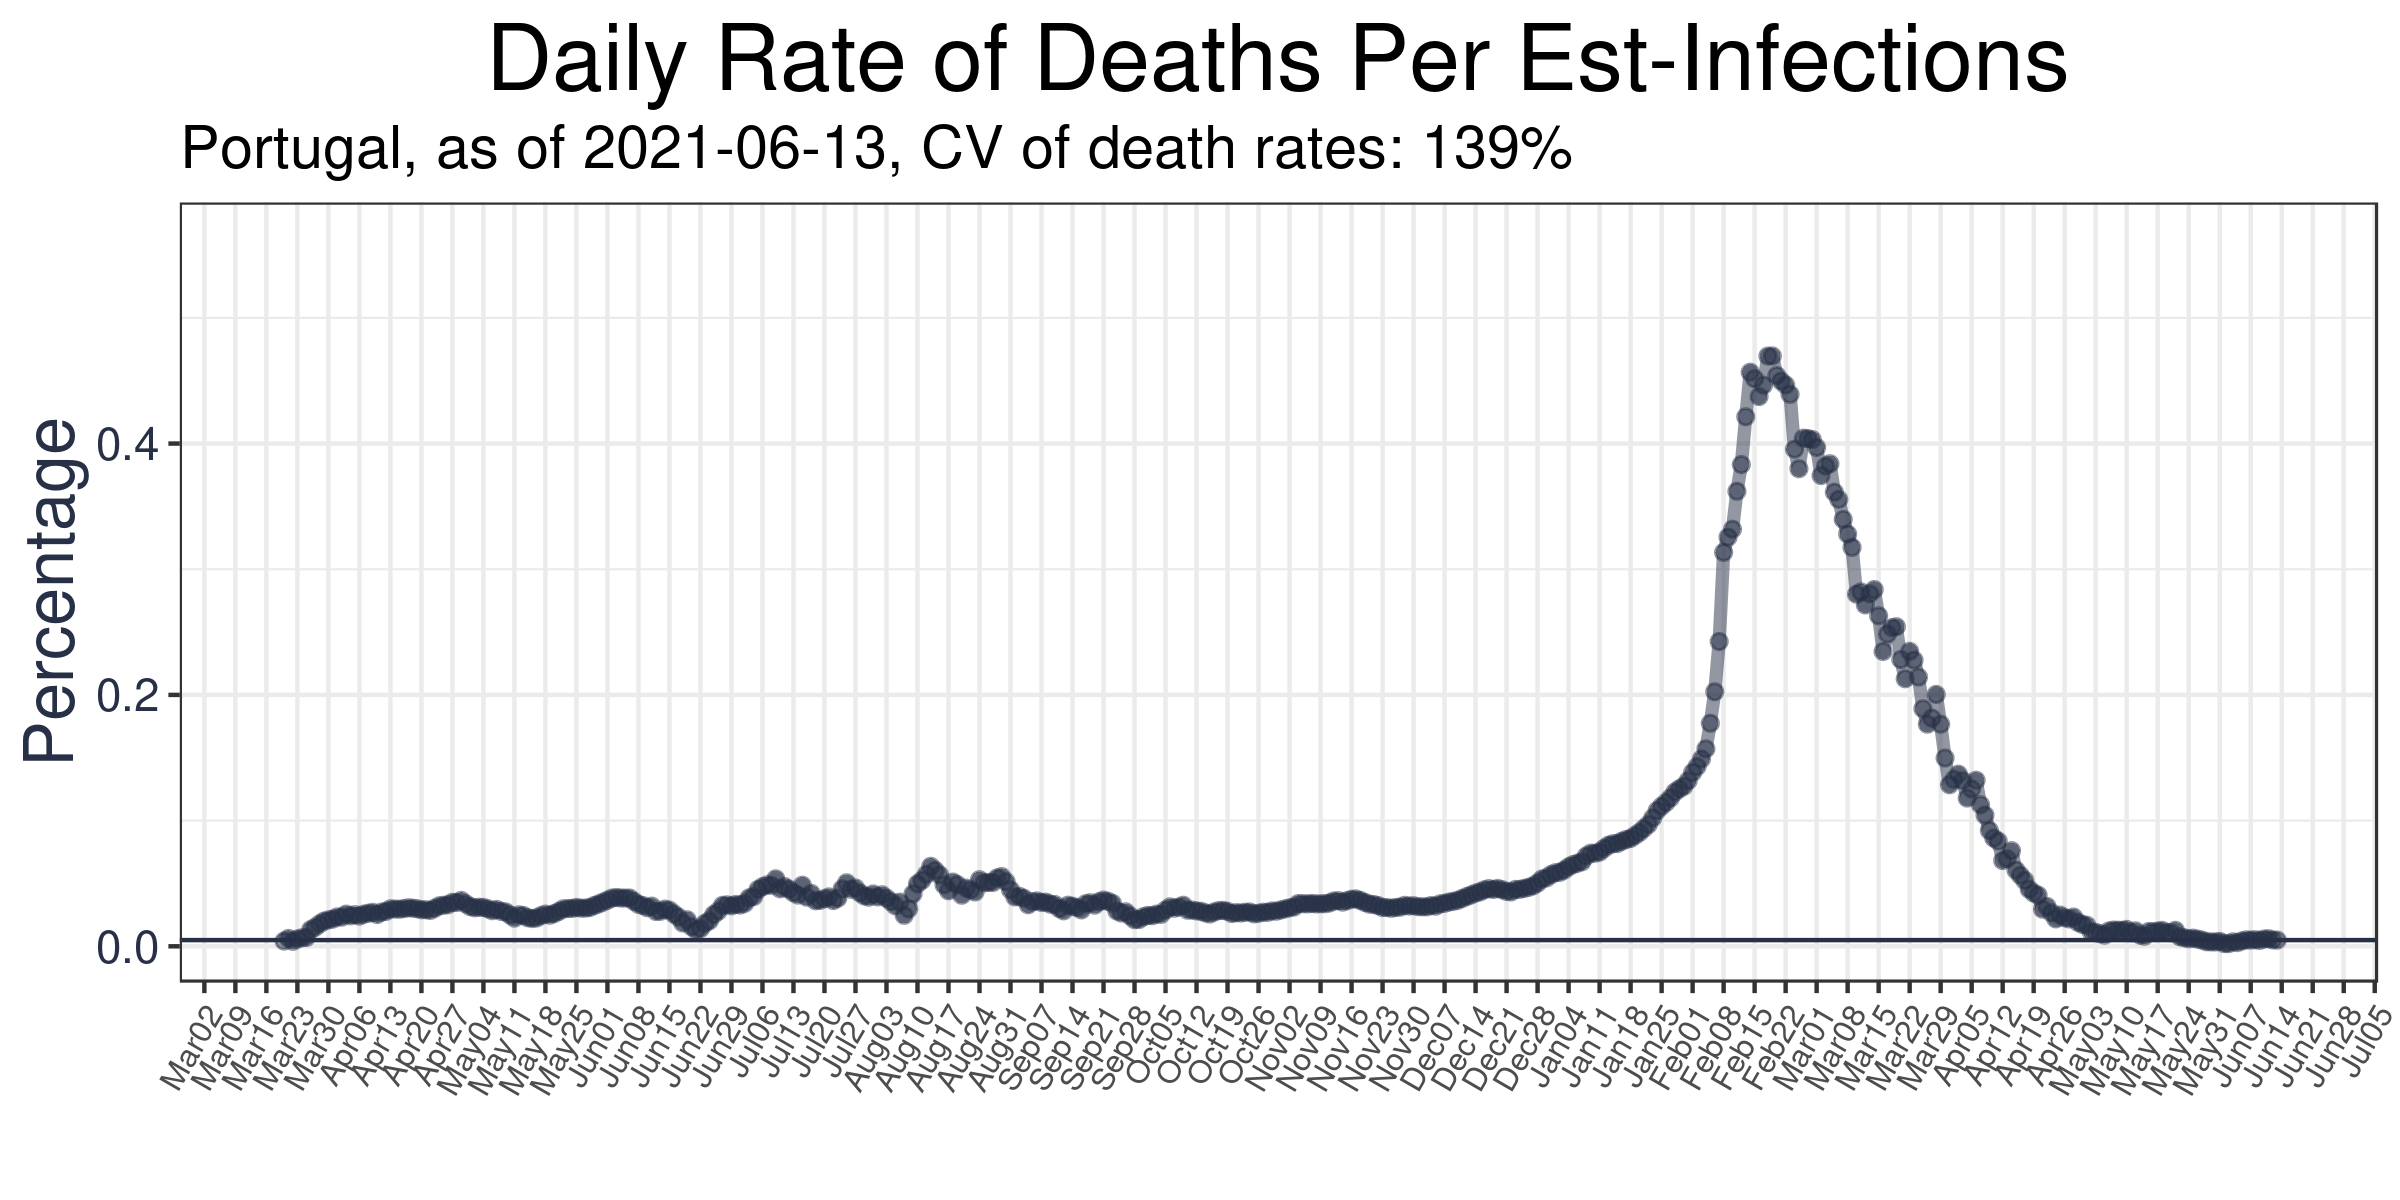 Daily Rate of Deaths Per Est-Infections
Portugal, as of 2021-06-13, CV of death rates: 139%
Percentage
0.4
0.2
0.0
Mar02
Mar09
Mar16
Mar23
Mar30
Apr06
Apr13
Apr20
Apr27
May04
May11
May18
May25
Jun01
Jun08
Jun15
Jun22
Jun29
Jul06
Jul13
Jul20
Jul27
Aug03
Aug10
Aug17
Aug24
Aug31
Sep07
Sep14
Sep21
Sep28
Oct05
Oct12
Oct19
Oct26
Nov02
Nov09
Nov16
Nov23
Nov30
Dec07
Dec14
Dec21
Dec28
Jan04
Jan11
Jan18
Jan25
Feb01
Feb08
Feb15
Feb22
Mar01
Mar08
Mar15
Mar22
Mar29
Apr05
Apr12
Apr19
Apr26
May03
May10
May17
May24
May31
Jun07
Jun14
Jun21
Jun28
Jul05